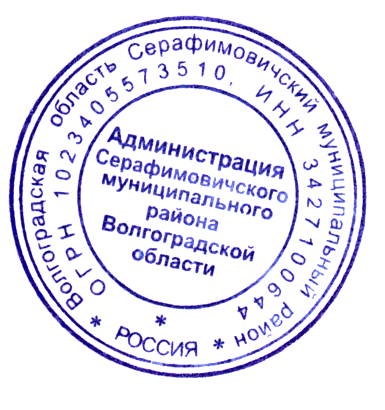 Волгоградская область Серафимовичский муниципальный район
* РОССИЯ *
ОГРН 1023405573510, ИНН 3427100644
*
Администрация
Серафимовичского
муниципального
района
Волгоградской
области